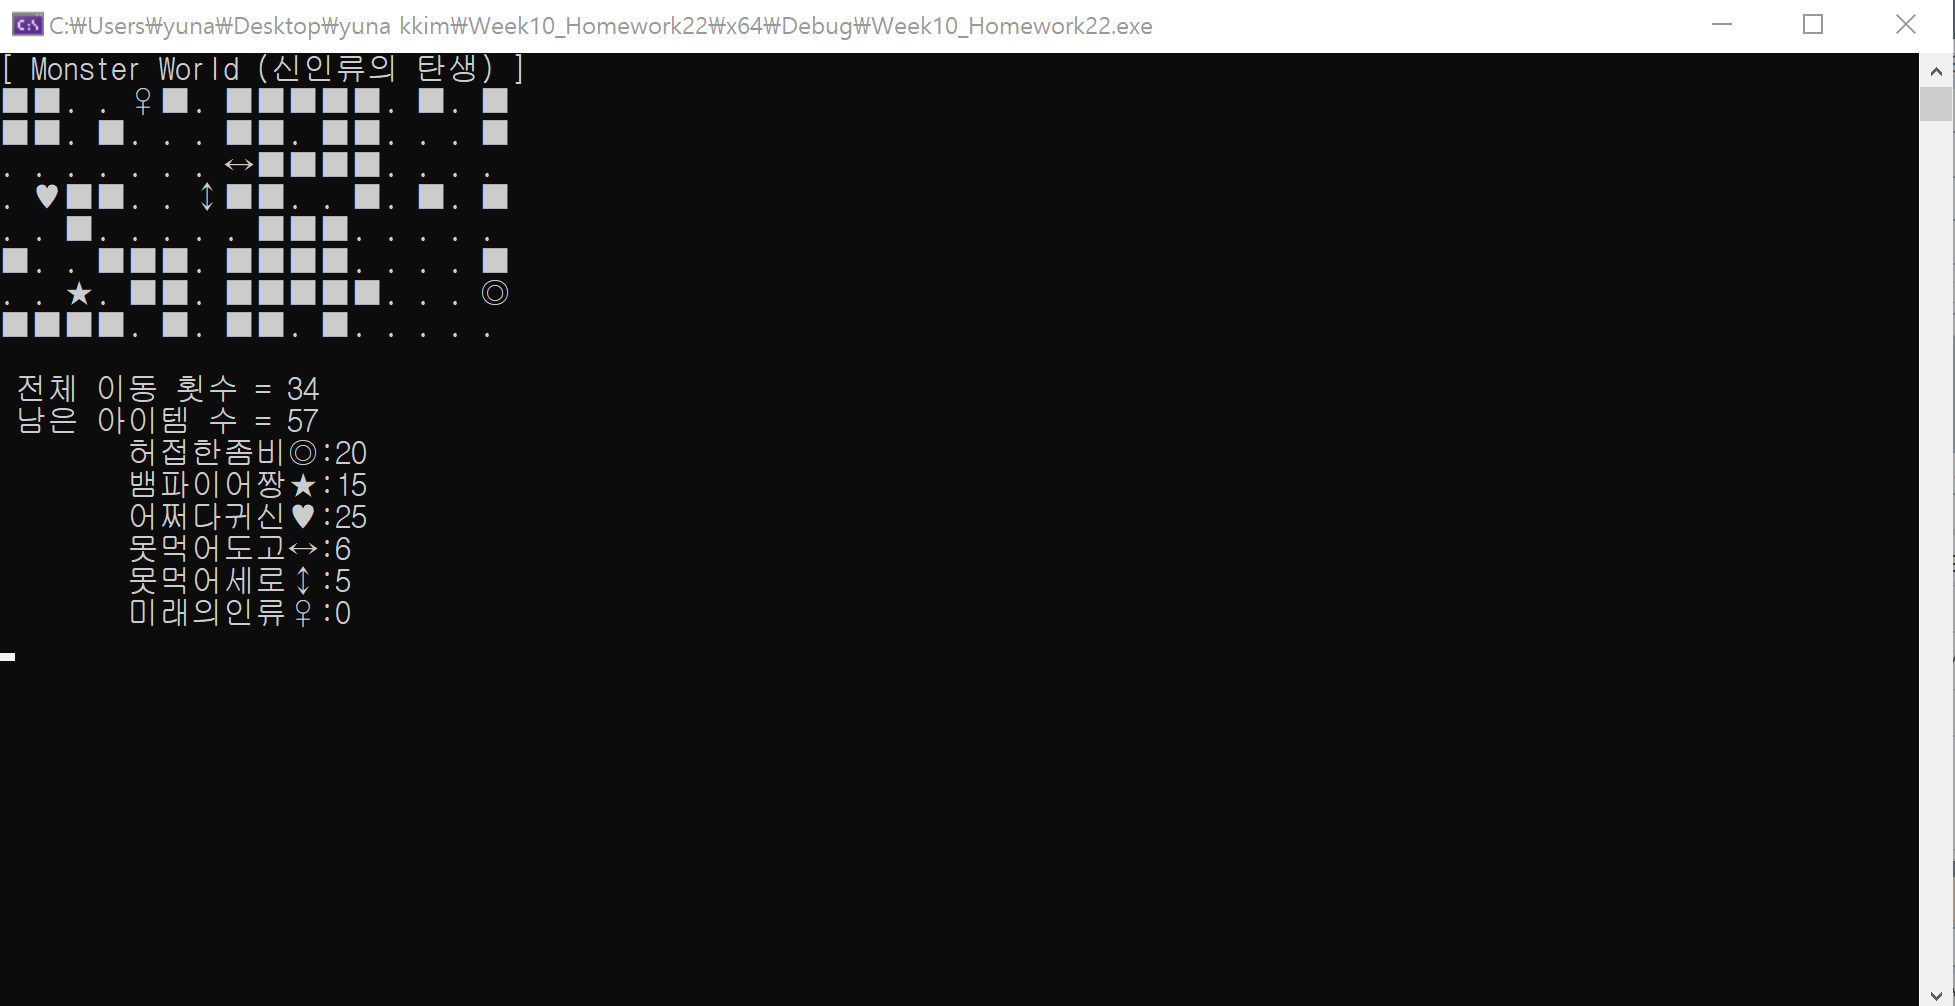 C:₩Users₩yuna₩Desktop₩yuna kkim₩Week10_Homework22₩x64₩Debug₩Week10_Homework22.exe
[ Monster World (신인류의 탄생) ]
■■. . ♀■. ■■■■■. ■. ■
■■. ■. . . ■■. ■■. . . ■
. . . . . . . ↔■■■■. . . .
. ♥■■. . ↕■■. . ■. ■. ■
. . ■. . . . . ■■■. . . . .
■. . ■■■. ■■■■. . . . ■
. . ★. ■■. ■■■■■. . . ◎
■■■■. ■. ■■. ■. . . . .
전체 이동 횟수 = 34
남은 아이템 수 = 57
허접한좀비◎:20
뱀파이어짱★:15
어쩌다귀신♥:25
못먹어도고↔:6
못먹어세로↕:5
미래의인류♀:0